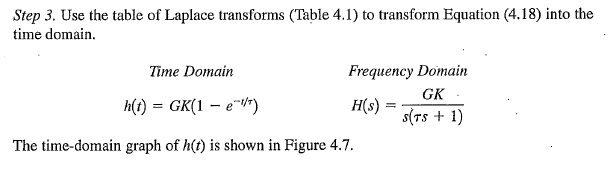 Step 3. Use the table of Laplace transforms (Table 4.1) to transform Equation (4.18) into the
time domain.
Time Domain Frequency Domain
h(t) = GK(1 − e^{−t/τ}) H(s) = GK / s(τs + 1)
The time-domain graph of h(t) is shown in Figure 4.7.